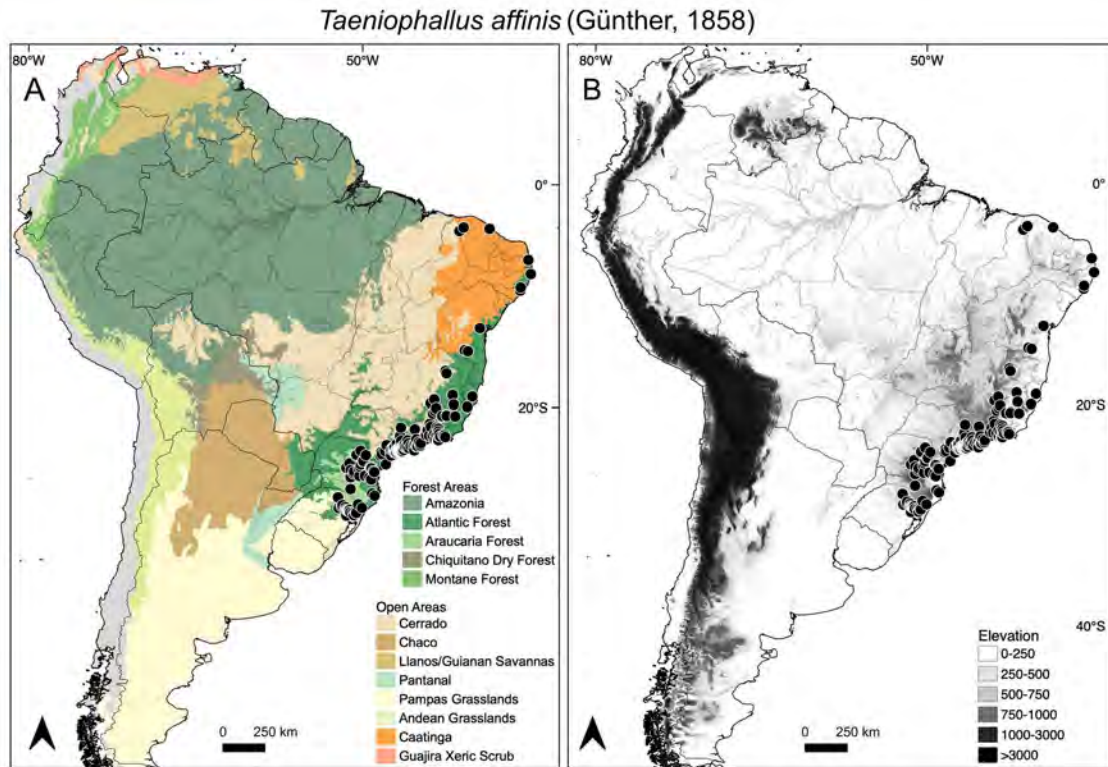 Taeniophallus affinis (Günther, 1858)
80°W
50°W
A
0°
20°S
Forest Areas
Amazonia
Atlantic Forest
Araucaria Forest
Chiquitano Dry Forest
Montane Forest
Open Areas
Cerrado
Chaco
Llanos/Guianan Savannas
Pantanal
Pampas Grasslands
Andean Grasslands
Caatinga
Guajira Xeric Scrub
0 250 km
80°W
50°W
B
0°
20°S
40°S
Elevation
0-250
250-500
500-750
750-1000
1000-3000
>3000
0 250 km